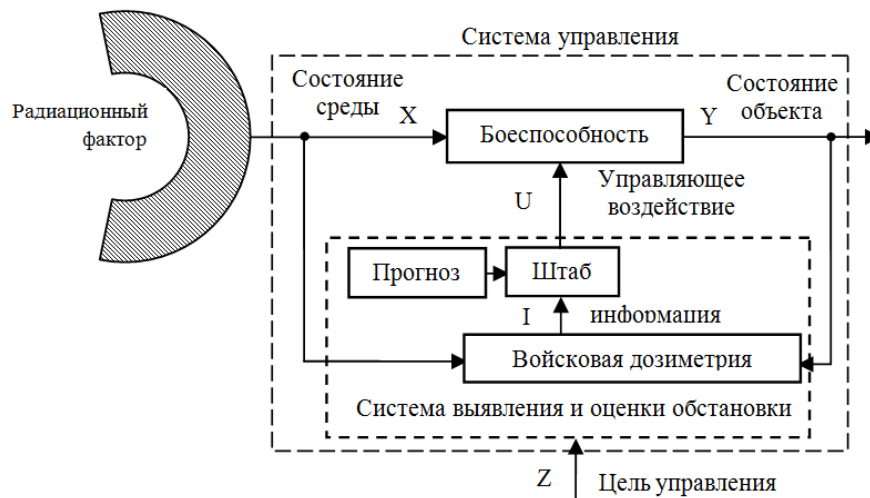 Система управления
Состояние
среды
Состояние
объекта
Радиационный
фактор
X
Боеспособность
Y
U
Управляющее
воздействие
Прогноз
Штаб
I
информация
Войсковая дозиметрия
Система выявления и оценки обстановки
Z
Цель управления